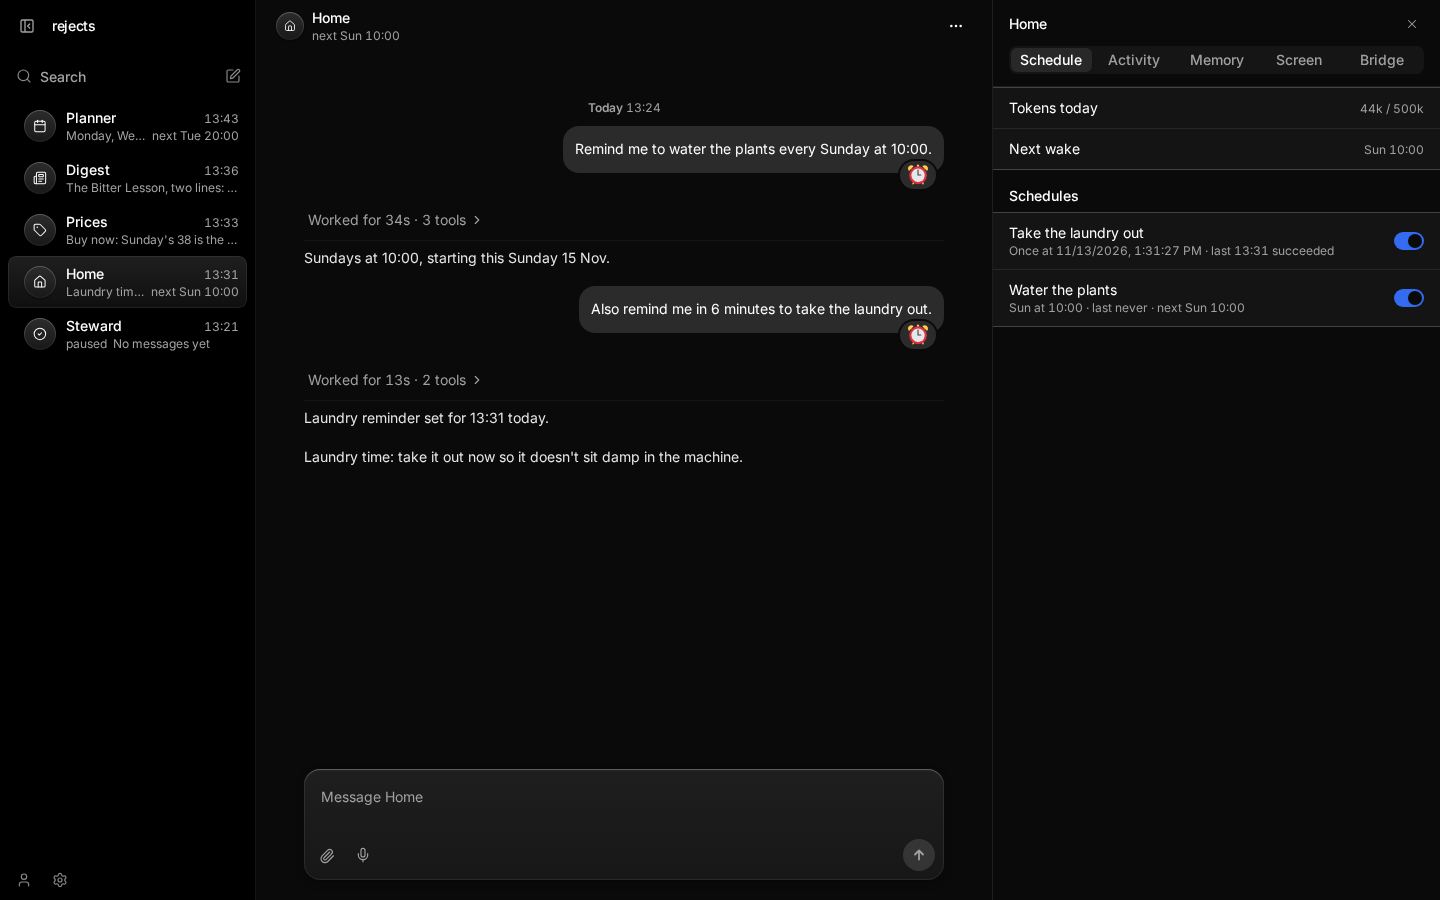 rejects
Search
Planner 13:43
Monday, We... next Tue 20:00
Digest 13:36
The Bitter Lesson, two lines: ...
Prices 13:33
Buy now: Sunday's 38 is the ...
Home 13:31
Laundry tim... next Sun 10:00
Steward 13:21
paused No messages yet
Home
next Sun 10:00
Today 13:24
Remind me to water the plants every Sunday at 10:00.
Worked for 34s · 3 tools
Sundays at 10:00, starting this Sunday 15 Nov.
Also remind me in 6 minutes to take the laundry out.
Worked for 13s · 2 tools
Laundry reminder set for 13:31 today.
Laundry time: take it out now so it doesn't sit damp in the machine.
Message Home
Home
Schedule Activity Memory Screen Bridge
Tokens today 44k / 500k
Next wake Sun 10:00
Schedules
Take the laundry out
Once at 11/13/2026, 1:31:27 PM · last 13:31 succeeded
Water the plants
Sun at 10:00 · last never · next Sun 10:00